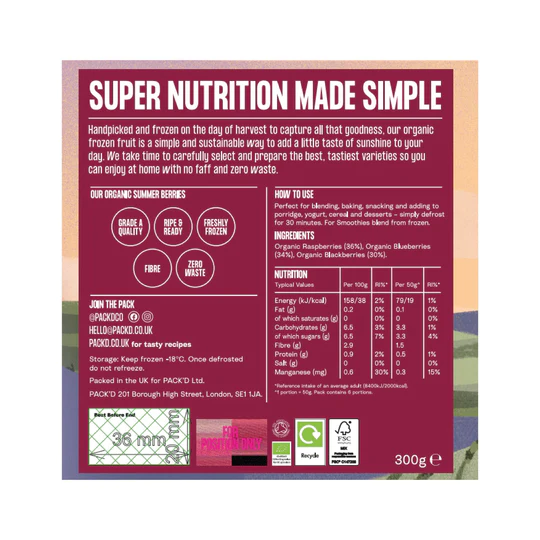 SUPER NUTRITION MADE SIMPLE
Handpicked and frozen on the day of harvest to capture all that goodness, our organic
frozen fruit is a simple and sustainable way to add a little taste of sunshine to your
day. We take time to carefully select and prepare the best, tastiest varieties so you
can enjoy at home with no faff and zero waste.
OUR ORGANIC SUMMER BERRIES
GRADE A
QUALITY
RIPE &
READY
FRESHLY
FROZEN
FIBRE
ZERO
WASTE
JOIN THE PACK
@PACKDCO
HELLO@PACKD.CO.UK
PACKD.CO.UK for tasty recipes
Storage: Keep frozen -18°C. Once defrosted
do not refreeze.
Packed in the UK for PACK'D Ltd.
PACK'D 201 Borough High Street, London, SE1 1JA.
HOW TO USE
Perfect for blending, baking, snacking and adding to
porridge, yogurt, cereal and desserts – simply defrost
for 30 minutes. For Smoothies blend from frozen.
INGREDIENTS
Organic Raspberries (36%), Organic Blueberries
(34%), Organic Blackberries (30%).
NUTRITION
Typical Values Per 100g RI%* Per 50g* RI%*
Energy (kJ/kcal) 158/38 2% 79/19 1%
Fat (g) 0.2 0% 0.1 0%
of which saturates (g) 0 0% 0 0%
Carbohydrates (g) 6.5 3% 3.3 1%
of which sugars (g) 6.5 7% 3.3 4%
Fibre (g) 2.9 1.5
Protein (g) 0.9 2% 0.5 1%
Salt (g) 0 0% 0 0%
Manganese (mg) 0.6 30% 0.3 15%
*Reference intake of an average adult (8400kJ/2000kcal).
*1 portion = 50g. Pack contains 6 portions.
Best Before End
36 mm
20 mm
FOR
POSITION ONLY
Recycle
FSC
MIX
300g e